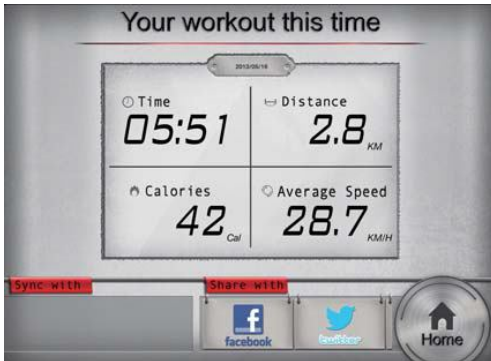 Your workout this time
2013/05/16
Time
05:51
Distance
2.8 KM
Calories
42 Cal
Average Speed
28.7 KM/H
Sync with
Share with
facebook
twitter
Home